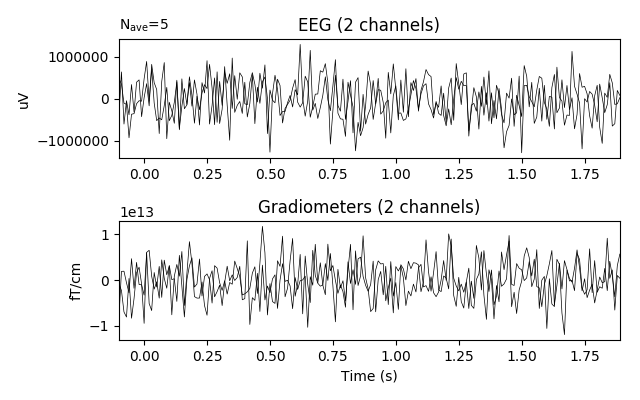 Nave=5
EEG (2 channels)
uV
1000000
0
−1000000
0.00 0.25 0.50 0.75 1.00 1.25 1.50 1.75
1e13
Gradiometers (2 channels)
fT/cm
1
0
−1
0.00 0.25 0.50 0.75 1.00 1.25 1.50 1.75
Time (s)